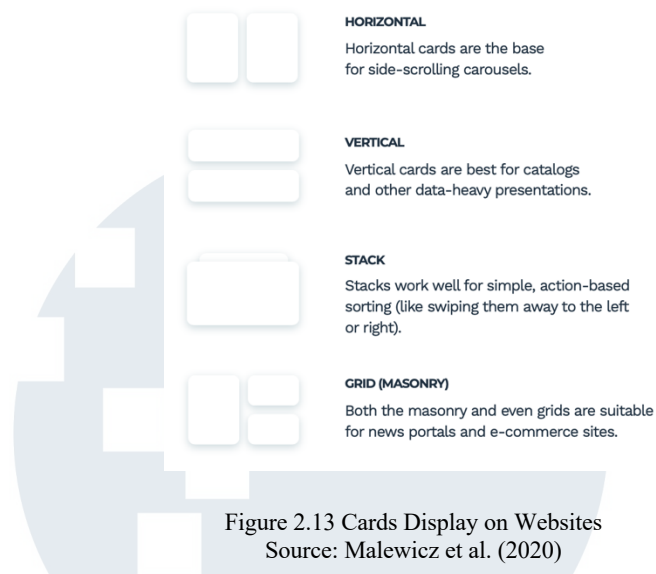 HORIZONTAL
Horizontal cards are the base
for side-scrolling carousels.
VERTICAL
Vertical cards are best for catalogs
and other data-heavy presentations.
STACK
Stacks work well for simple, action-based
sorting (like swiping them away to the left
or right).
GRID (MASONRY)
Both the masonry and even grids are suitable
for news portals and e-commerce sites.
Figure 2.13 Cards Display on Websites
Source: Malewicz et al. (2020)